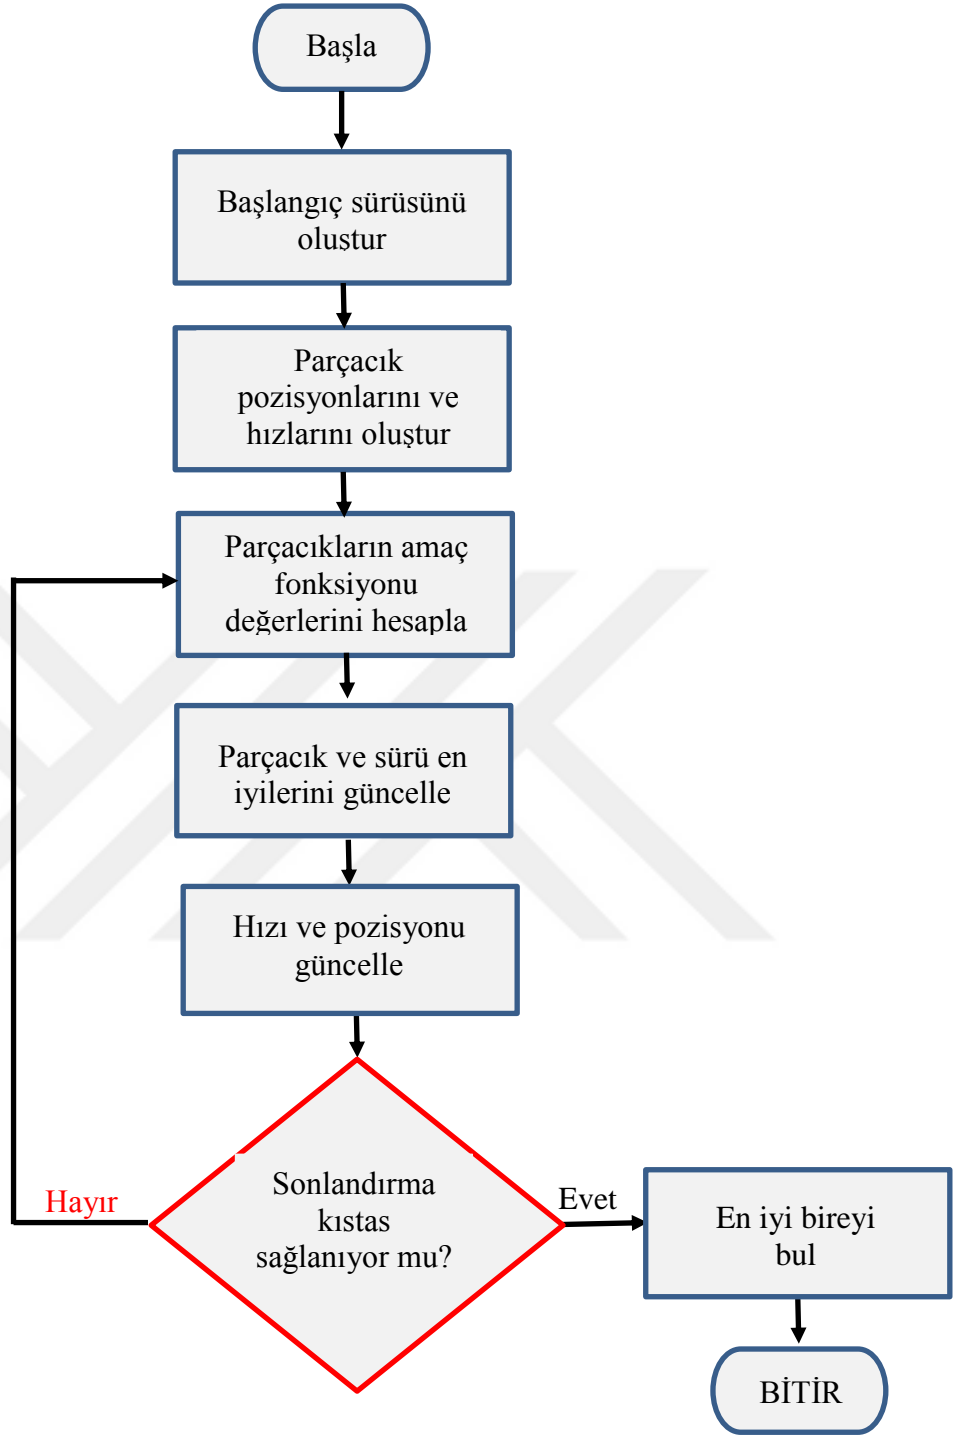 Başla
Başlangıç sürüsünü
oluştur
Parçacık
pozisyonlarını ve
hızlarını oluştur
Parçacıkların amaç
fonksiyonu
değerlerini hesapla
Parçacık ve sürü en
iyilerini güncelle
Hızı ve pozisyonu
güncelle
Sonlandırma
kıstas
sağlanıyor mu?
Hayır
Evet
En iyi bireyi
bul
BİTİR